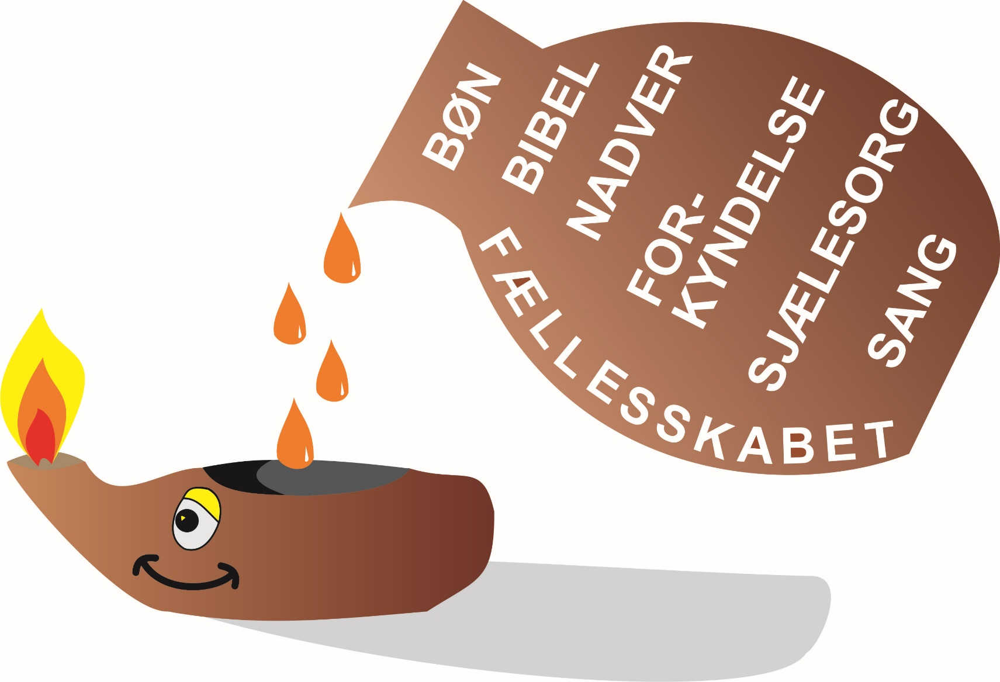 BØN
BIBEL
NADVER
FOR-
KYNDELSE
SJÆLESORG
SANG
FÆLLESSKABET